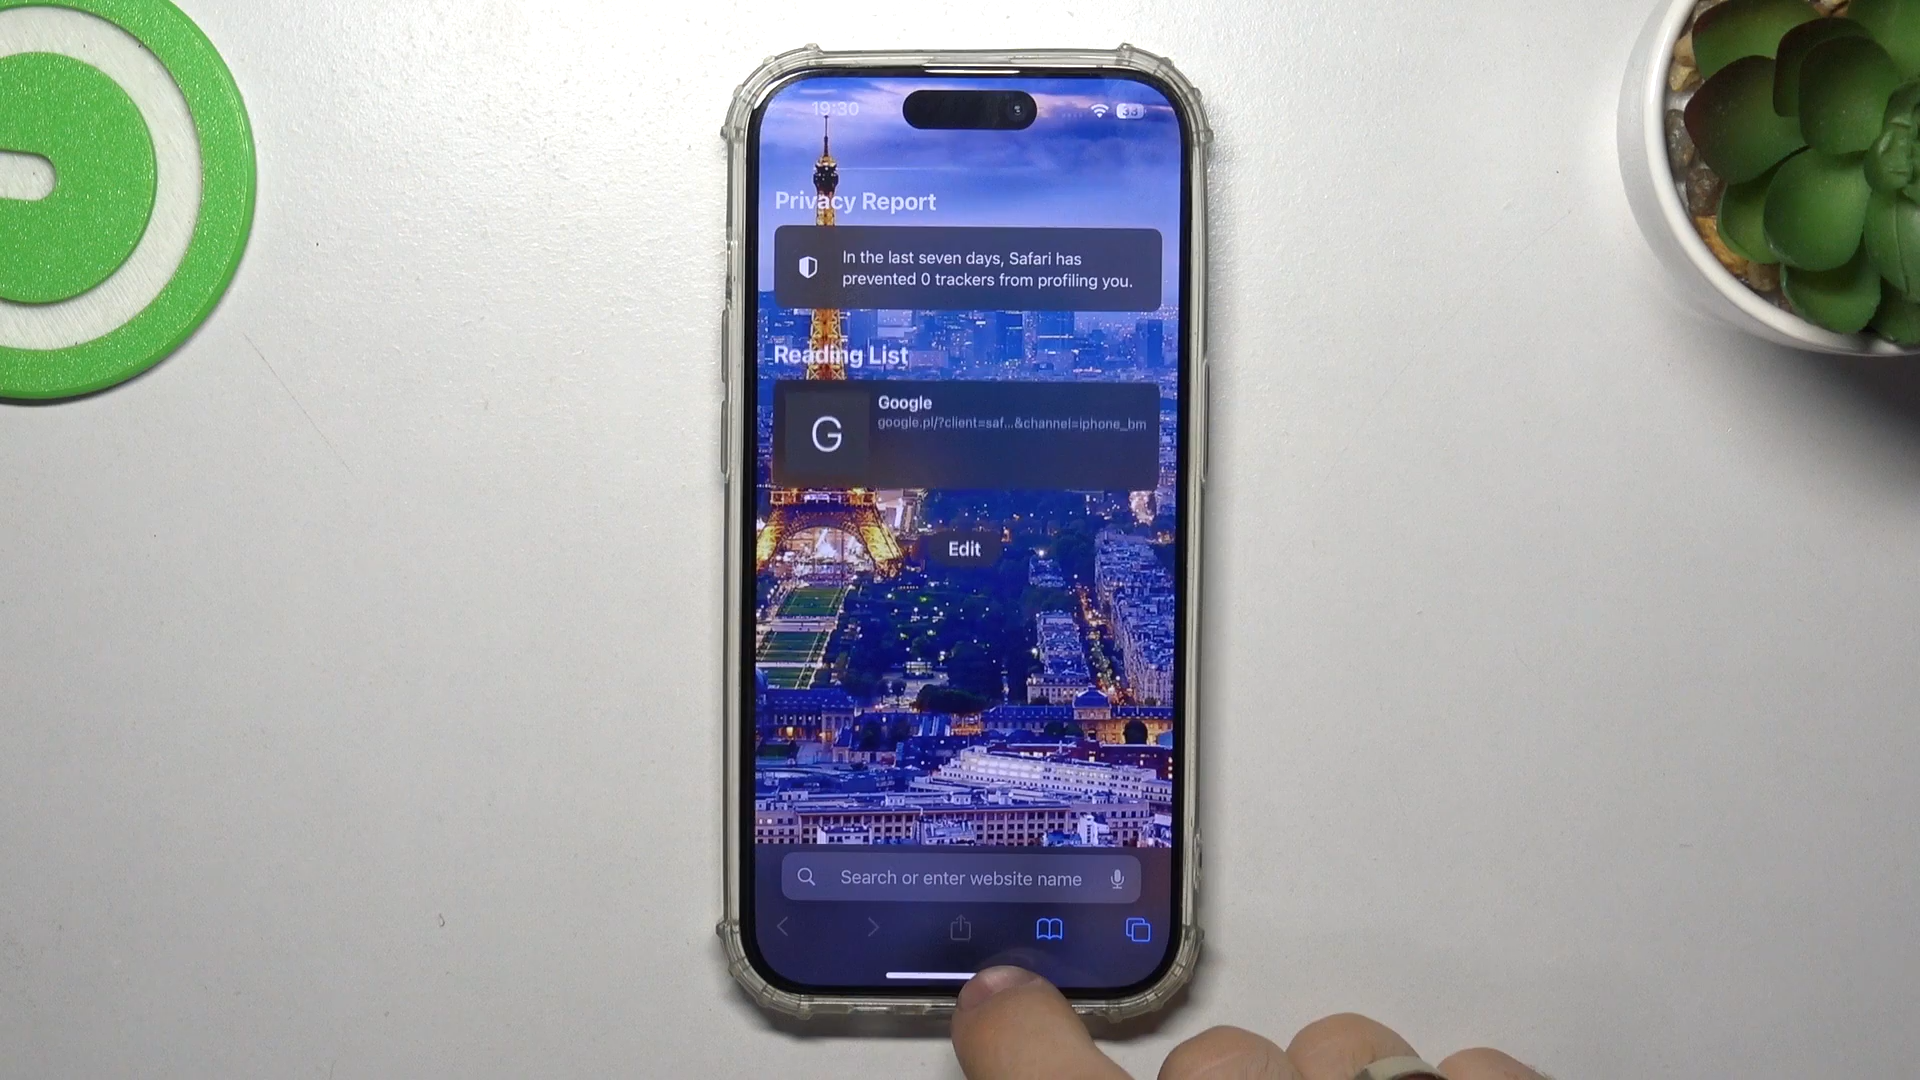 19:30
33
Privacy Report
In the last seven days, Safari has
prevented 0 trackers from profiling you.
Reading List
G
Google
google.pl/?client=saf...&channel=iphone_bm
Edit
Search or enter website name